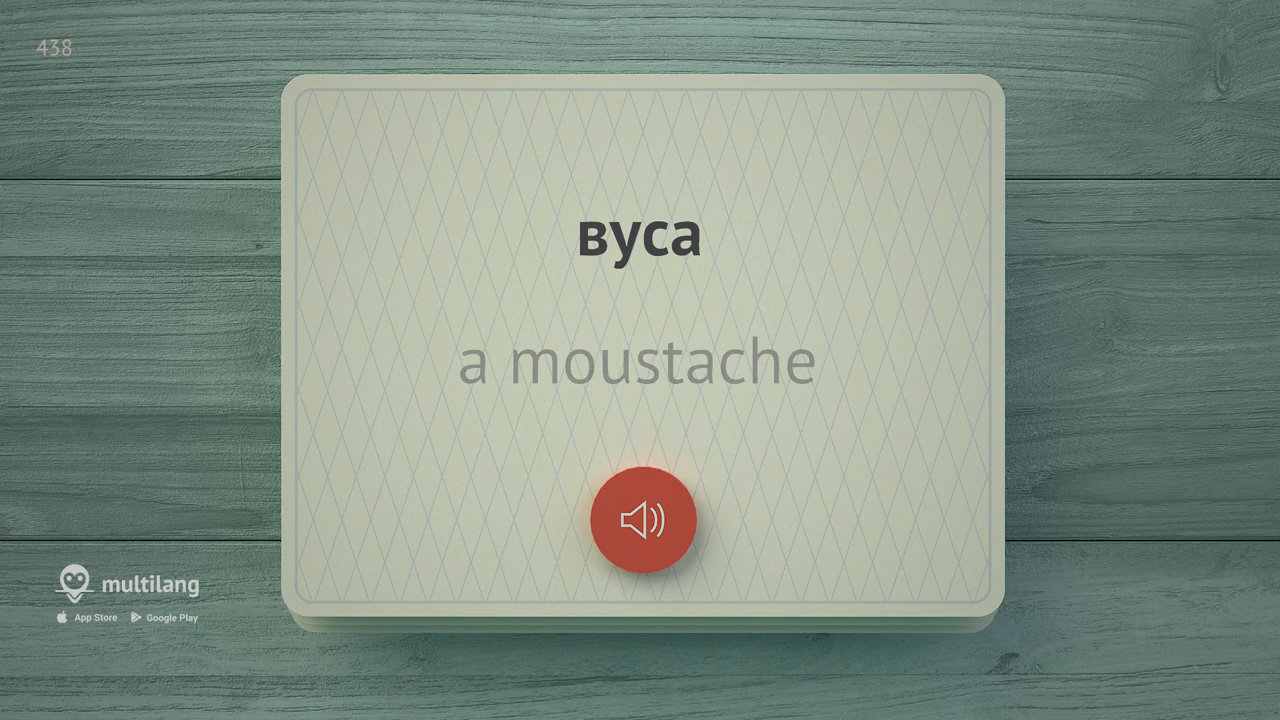 438
вуса
a moustache
multilang
App Store
Google Play